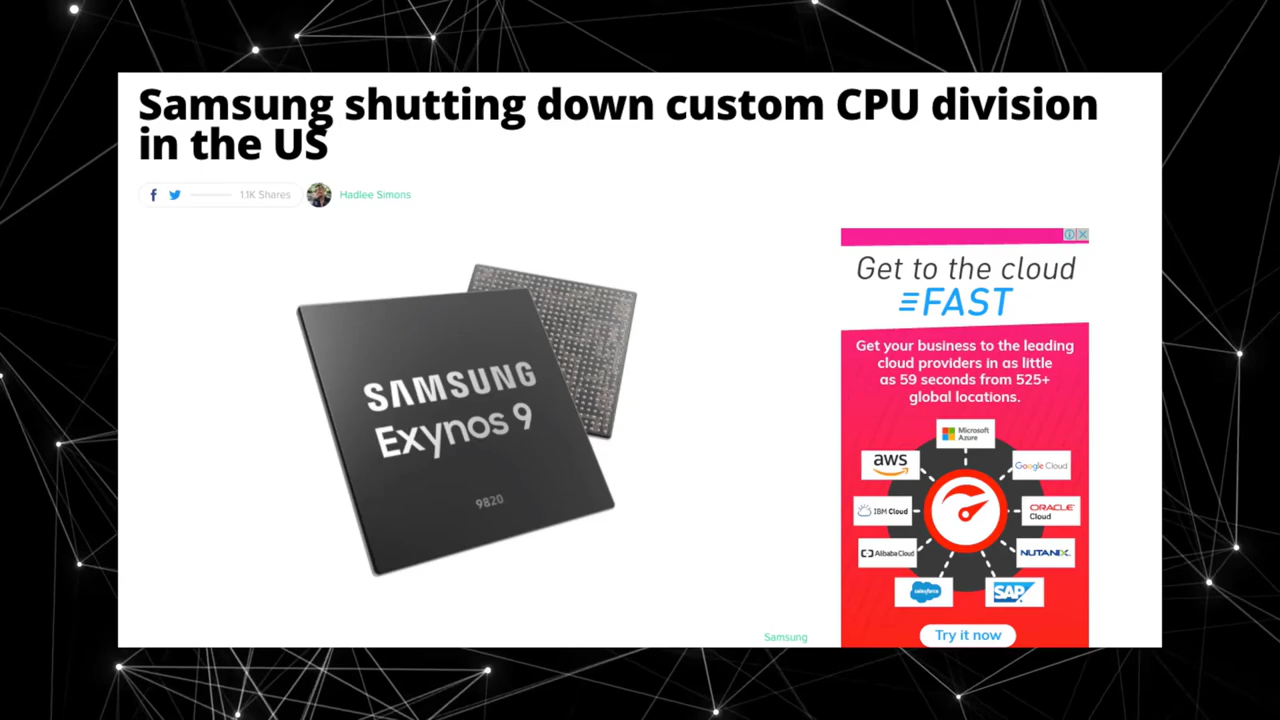 Samsung shutting down custom CPU division
in the US
1.1K Shares
Hadlee Simons
SAMSUNG
Exynos 9
9820
Samsung
Get to the cloud
FAST
Get your business to the leading
cloud providers in as little
as 59 seconds from 525+
global locations.
Microsoft
Azure
aws
Google Cloud
IBM Cloud
ORACLE
Cloud
Alibaba Cloud
NUTANIX
salesforce
SAP
Try it now